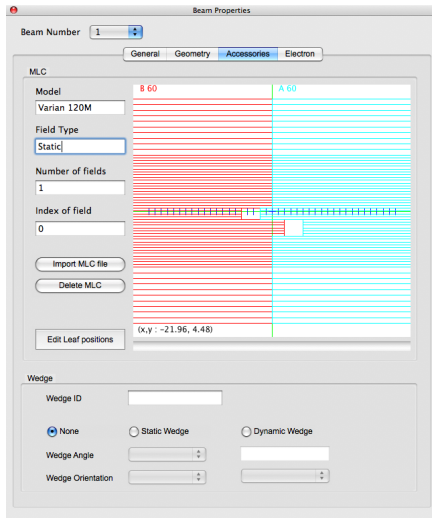 Beam Properties
Beam Number 1
General Geometry Accessories Electron
MLC
Model
Varian 120M
Field Type
Static
Number of fields
1
Index of field
0
Import MLC file
Delete MLC
Edit Leaf positions
B 60 A 60
(x,y : -21.96, 4.48)
Wedge
Wedge ID
None Static Wedge Dynamic Wedge
Wedge Angle
Wedge Orientation